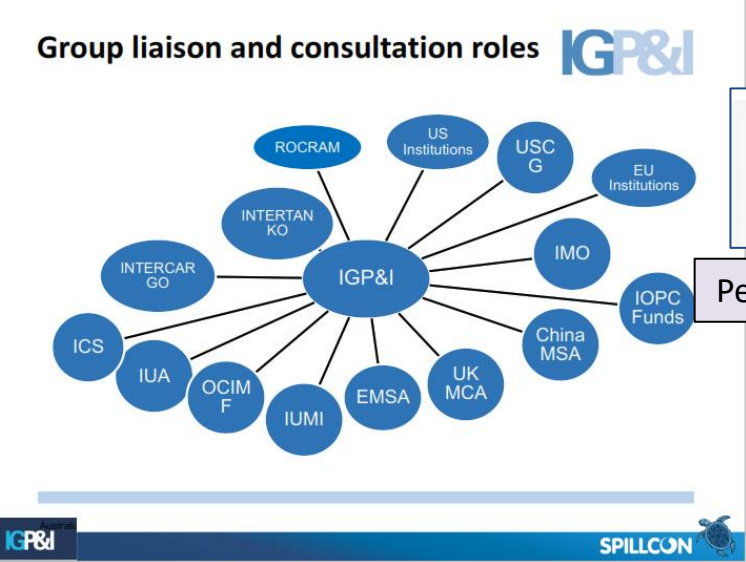 Group liaison and consultation roles
IGP&I
ROCRAM
US
Institutions
USC
G
EU
Institutions
INTERTAN
KO
IMO
INTERCAR
GO
IGP&I
IOPC
Funds
Pe
China
MSA
ICS
IUA
OCIM
F
IUMI
EMSA
UK
MCA
Australi
IGP&I
SPILLCON